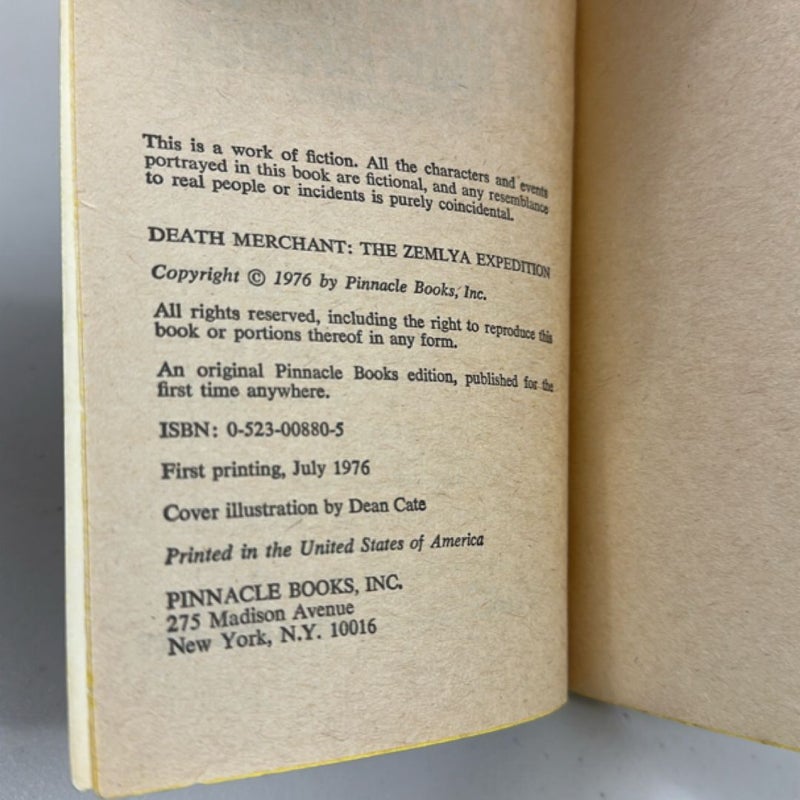 This is a work of fiction. All the characters and events
portrayed in this book are fictional, and any resemblance
to real people or incidents is purely coincidental.
DEATH MERCHANT: THE ZEMLYA EXPEDITION
Copyright © 1976 by Pinnacle Books, Inc.
All rights reserved, including the right to reproduce this
book or portions thereof in any form.
An original Pinnacle Books edition, published for the
first time anywhere.
ISBN: 0-523-00880-5
First printing, July 1976
Cover illustration by Dean Cate
Printed in the United States of America
PINNACLE BOOKS, INC.
275 Madison Avenue
New York, N.Y. 10016